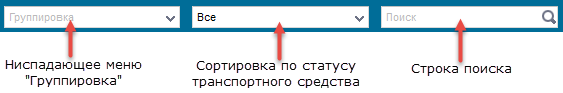 Группировка
Все
Поиск
Ниспадающее меню
"Группировка"
Сортировка по статусу
транспортного средства
Строка поиска